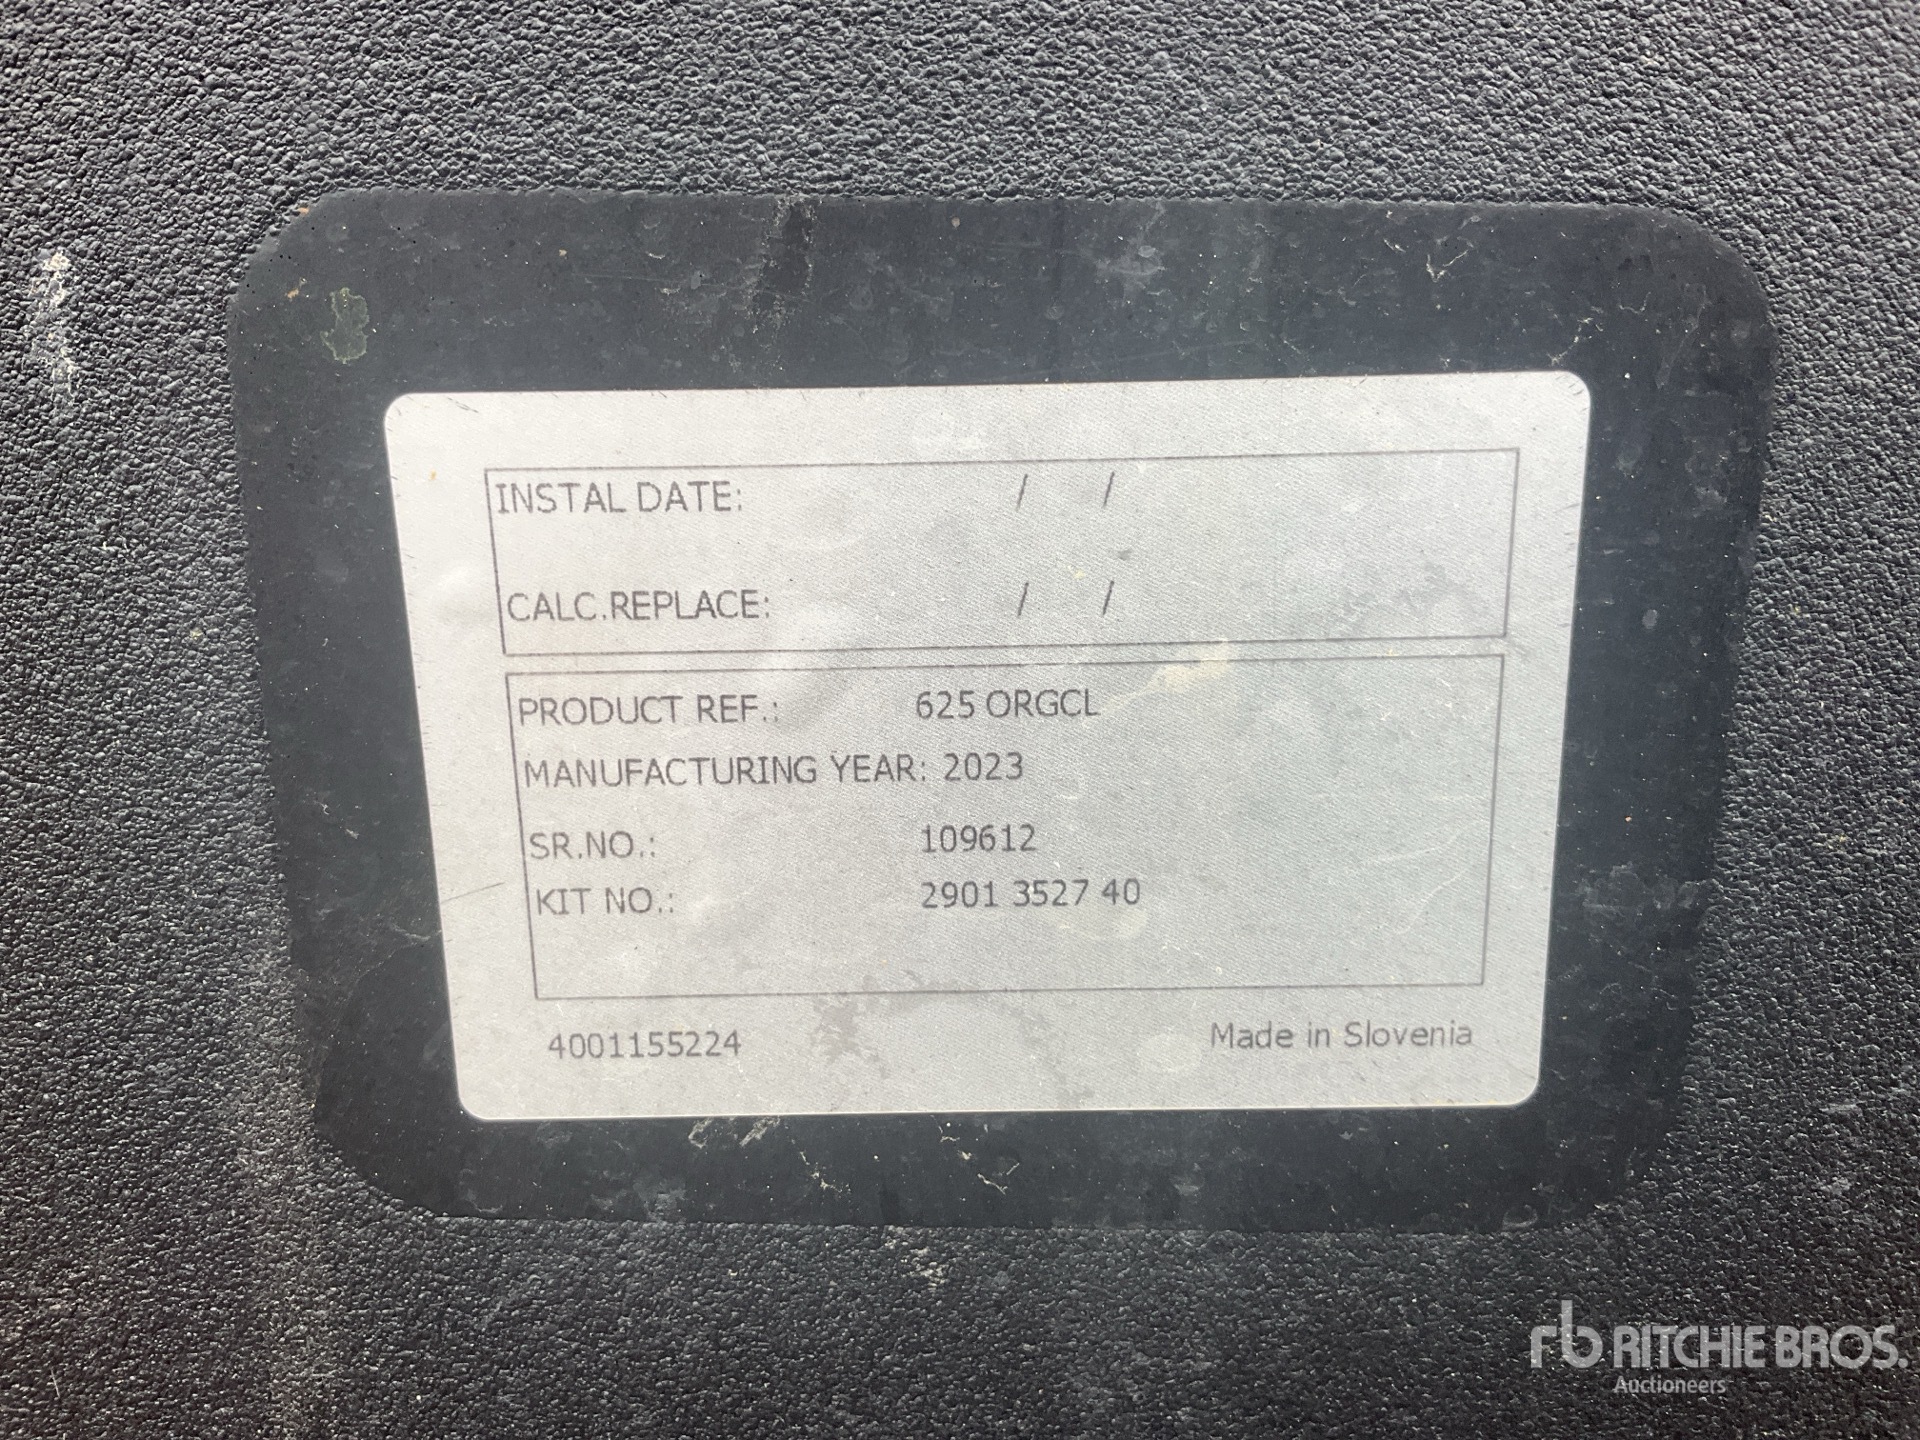 INSTAL DATE: / /
CALC.REPLACE: / /
PRODUCT REF.: 625 ORGCL
MANUFACTURING YEAR: 2023
SR.NO.: 109612
KIT NO.: 2901 3527 40
4001155224 Made in Slovenia
rb RITCHIE BROS.
Auctioneers